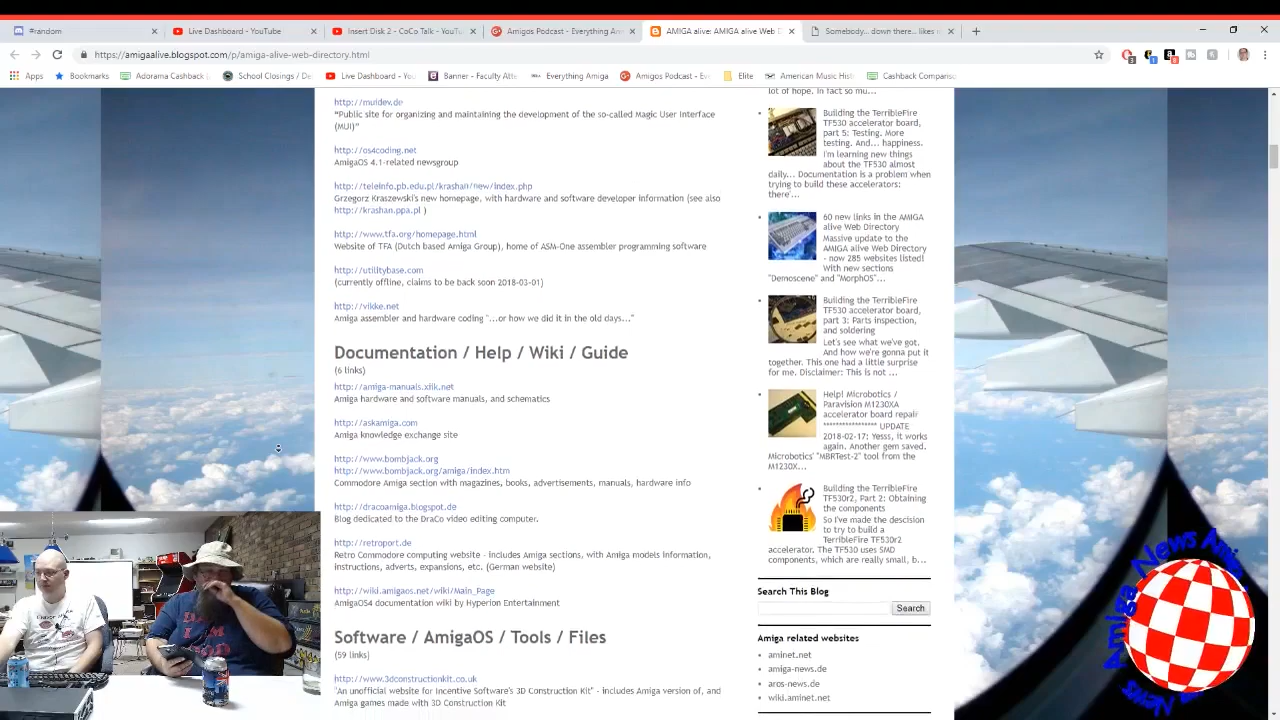 #random
Live Dashboard - YouTube
Insert Disk 2 - CoCo Talk - YouTu
Amigos Podcast - Everything Am
AMIGA alive: AMIGA alive Web D
Somebody... down there... likes
https://amigaalive.blogspot.com/p/amiga-alive-web-directory.html
Apps
Bookmarks
Adorama Cashback
School Closings / De
Live Dashboard - You
Banner - Faculty Atte
Everything Amiga
Amigos Podcast - Eve
Elite
American Music Hist
Cashback Comparis
http://muidev.de
"Public site for organizing and maintaining the development of the so-called Magic User Interface
(MUI)"
http://os4coding.net
AmigaOS 4.1-related newsgroup
http://teleinfo.pb.edu.pl/krashan/new/index.php
Grzegorz Kraszewski's new homepage, with hardware and software developer information (see also
http://krashan.ppa.pl )
http://www.tfa.org/homepage.html
Website of TFA (Dutch based Amiga Group), home of ASM-One assembler programming software
http://utilitybase.com
(currently offline, claims to be back soon 2018-03-01)
http://vikke.net
Amiga assembler and hardware coding "...or how we did it in the old days..."
Documentation / Help / Wiki / Guide
(6 links)
http://amiga-manuals.xiik.net
Amiga hardware and software manuals, and schematics
http://askamiga.com
Amiga knowledge exchange site
http://www.bombjack.org
http://www.bombjack.org/amiga/index.htm
Commodore Amiga section with magazines, books, advertisements, manuals, hardware info
http://dracoamiga.blogspot.de
Blog dedicated to the DraCo video editing computer.
http://retroport.de
Retro Commodore computing website - includes Amiga sections, with Amiga models information,
instructions, adverts, expansions, etc. (German website)
http://wiki.amigaos.net/wiki/Main_Page
AmigaOS4 documentation wiki by Hyperion Entertainment
Software / AmigaOS / Tools / Files
(59 links)
http://www.3dconstructionkit.co.uk
"An unofficial website for Incentive Software's 3D Construction Kit" - includes Amiga version of, and
Amiga games made with 3D Construction Kit
lot of hope. In fact so mu...
Building the TerribleFire
TF530 accelerator board,
part 5: Testing. More
testing. And... happiness.
I'm learning new things
about the TF530 almost
daily... Documentation is a problem when
trying to build these accelerators:
there'...
60 new links in the AMIGA
alive Web Directory
Massive update to the
AMIGA alive Web Directory
- now 285 websites listed!
With new sections
"Demoscene" and "MorphOS"...
Building the TerribleFire
TF530 accelerator board,
part 3: Parts inspection,
and soldering
Let's see what we've got.
And how we're gonna put it
together. This one had a little surprise
for me. Disclaimer: This is not ...
Help! Microbotics /
Paravision M1230XA
accelerator board repair
***************** UPDATE
2018-02-17: Yesss, it works
again. Another gem saved.
Microbotics' "MBRTest-2" tool from the
M1230X...
Building the TerribleFire
TF530r2, Part 2: Obtaining
the components
So I've made the descision
to try to build a
TerribleFire TF530r2
accelerator. The TF530 uses SMD
components, which are really small, b...
Search This Blog
Search
Amiga related websites
aminet.net
amiga-news.de
aros-news.de
wiki.aminet.net
Amiga News Amiga News